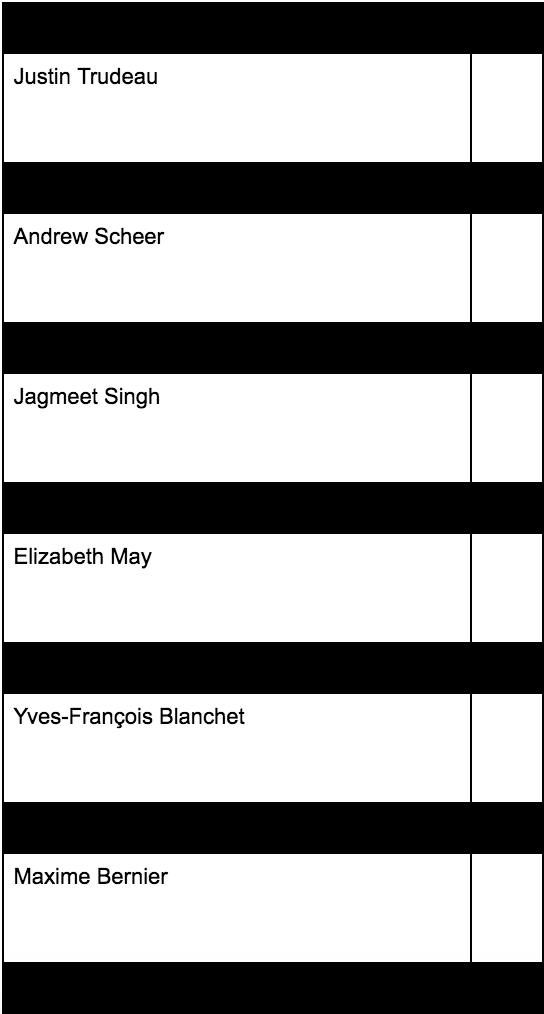 Justin Trudeau
Andrew Scheer
Jagmeet Singh
Elizabeth May
Yves-François Blanchet
Maxime Bernier